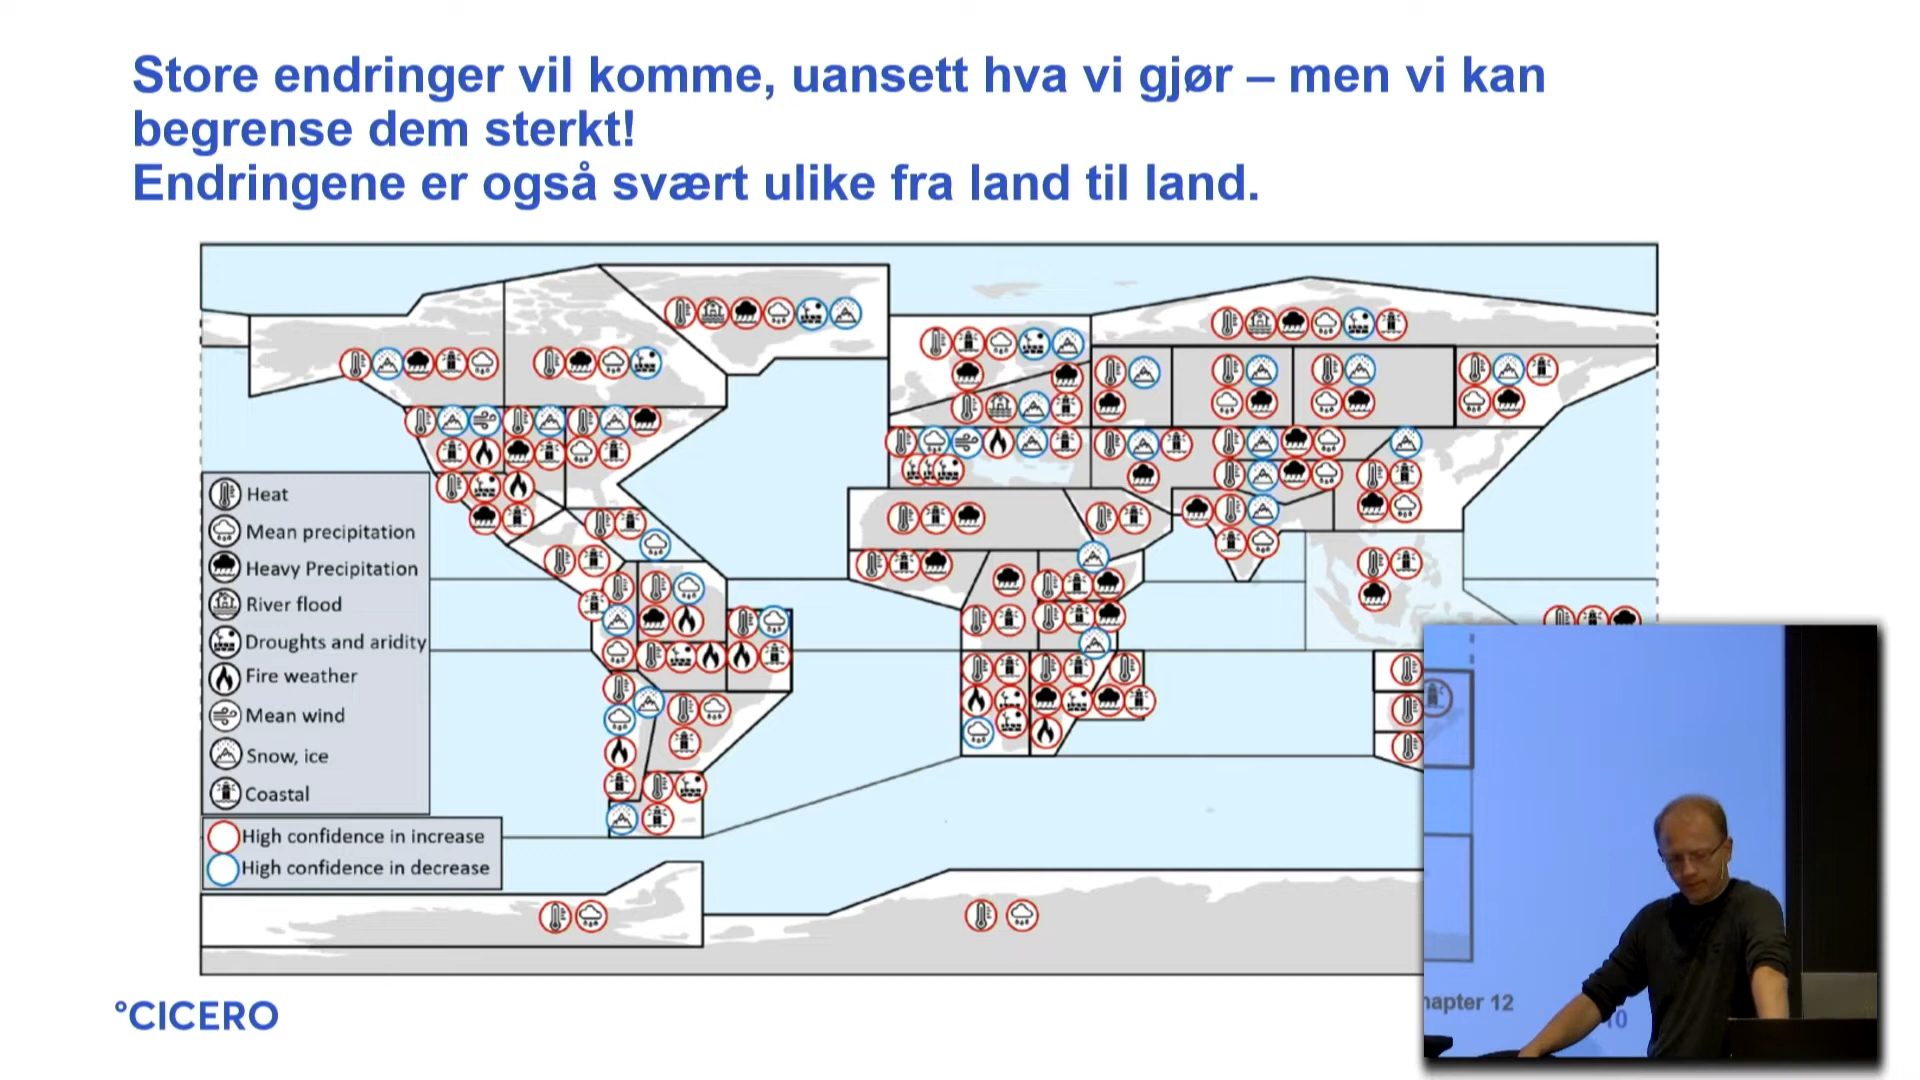 Store endringer vil komme, uansett hva vi gjør – men vi kan
begrense dem sterkt!
Endringene er også svært ulike fra land til land.
Heat
Mean precipitation
Heavy Precipitation
River flood
Droughts and aridity
Fire weather
Mean wind
Snow, ice
Coastal
High confidence in increase
High confidence in decrease
°CICERO
hapter 12
10